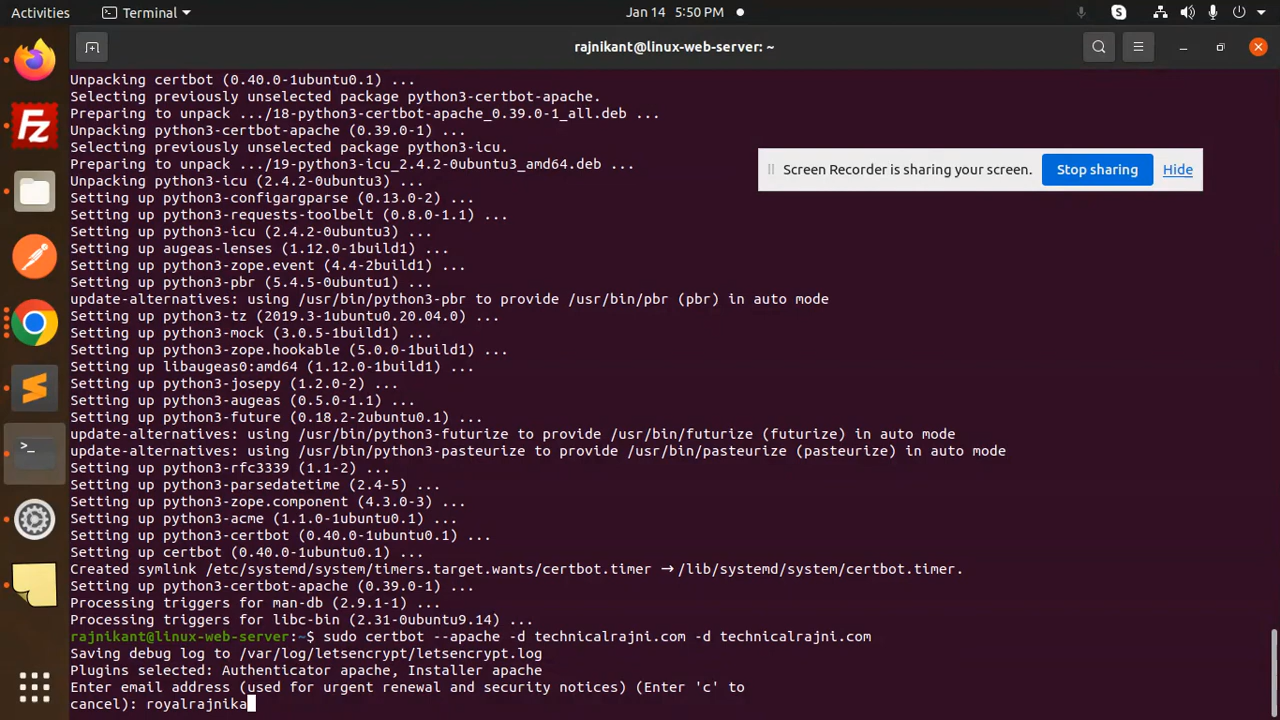 Activities Terminal Jan 14 5:50 PM
rajnikant@linux-web-server: ~
Unpacking certbot (0.40.0-1ubuntu0.1) ...
Selecting previously unselected package python3-certbot-apache.
Preparing to unpack .../18-python3-certbot-apache_0.39.0-1_all.deb ...
Unpacking python3-certbot-apache (0.39.0-1) ...
Selecting previously unselected package python3-icu.
Preparing to unpack .../19-python3-icu_2.4.2-0ubuntu3_amd64.deb ...
Screen Recorder is sharing your screen. Stop sharing Hide
Unpacking python3-icu (2.4.2-0ubuntu3) ...
Setting up python3-configargparse (0.13.0-2) ...
Setting up python3-requests-toolbelt (0.8.0-1.1) ...
Setting up python3-icu (2.4.2-0ubuntu3) ...
Setting up augeas-lenses (1.12.0-1build1) ...
Setting up python3-zope.event (4.4-2build1) ...
Setting up python3-pbr (5.4.5-0ubuntu1) ...
update-alternatives: using /usr/bin/python3-pbr to provide /usr/bin/pbr (pbr) in auto mode
Setting up python3-tz (2019.3-1ubuntu0.20.04.0) ...
Setting up python3-mock (3.0.5-1build1) ...
Setting up python3-zope.hookable (5.0.0-1build1) ...
Setting up libaugeas0:amd64 (1.12.0-1build1) ...
Setting up python3-josepy (1.2.0-2) ...
Setting up python3-augeas (0.5.0-1.1) ...
Setting up python3-future (0.18.2-2ubuntu0.1) ...
update-alternatives: using /usr/bin/python3-futurize to provide /usr/bin/futurize (futurize) in auto mode
update-alternatives: using /usr/bin/python3-pasteurize to provide /usr/bin/pasteurize (pasteurize) in auto mode
Setting up python3-rfc3339 (1.1-2) ...
Setting up python3-parsedatetime (2.4-5) ...
Setting up python3-zope.component (4.3.0-3) ...
Setting up python3-acme (1.1.0-1ubuntu0.1) ...
Setting up python3-certbot (0.40.0-1ubuntu0.1) ...
Setting up certbot (0.40.0-1ubuntu0.1) ...
Created symlink /etc/systemd/system/timers.target.wants/certbot.timer → /lib/systemd/system/certbot.timer.
Setting up python3-certbot-apache (0.39.0-1) ...
Processing triggers for man-db (2.9.1-1) ...
Processing triggers for libc-bin (2.31-0ubuntu9.14) ...
rajnikant@linux-web-server:~$ sudo certbot --apache -d technicalrajni.com -d technicalrajni.com
Saving debug log to /var/log/letsencrypt/letsencrypt.log
Plugins selected: Authenticator apache, Installer apache
Enter email address (used for urgent renewal and security notices) (Enter 'c' to
cancel): royalrajnika